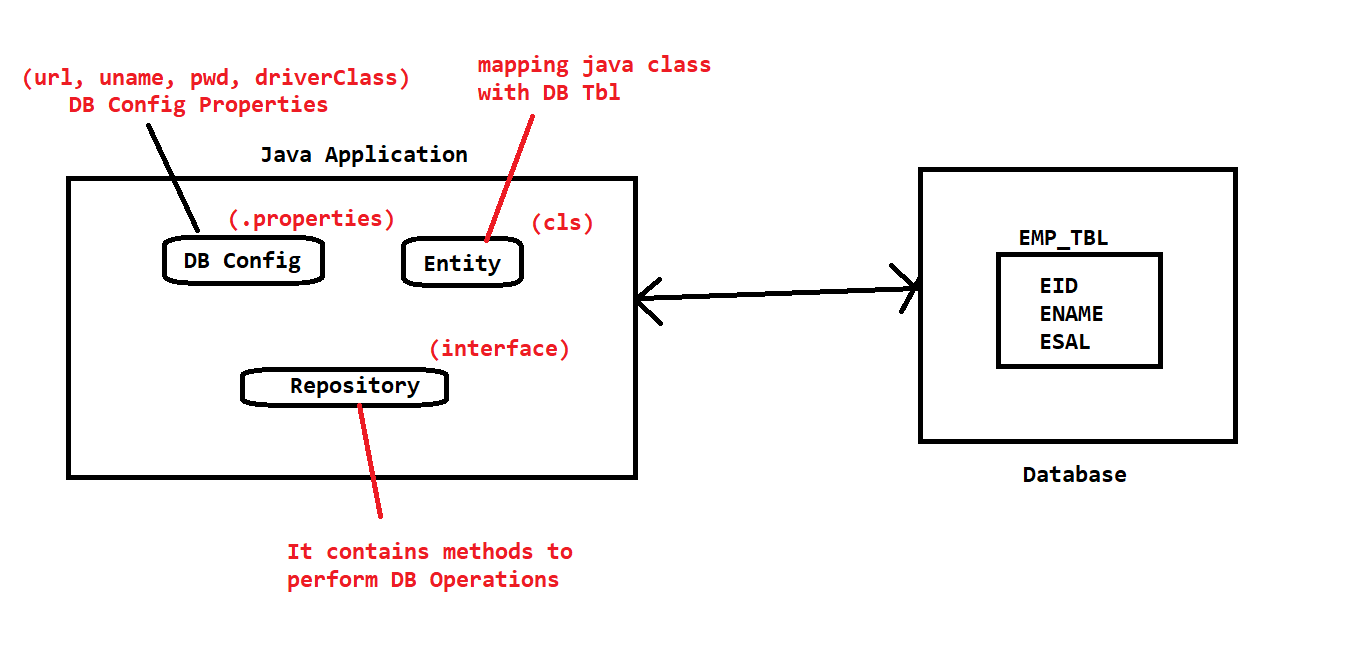 (url, uname, pwd, driverClass)
DB Config Properties
mapping java class
with DB Tbl
Java Application
(.properties)
(cls)
DB Config
Entity
(interface)
Repository
It contains methods to
perform DB Operations
EMP_TBL
EID
ENAME
ESAL
Database